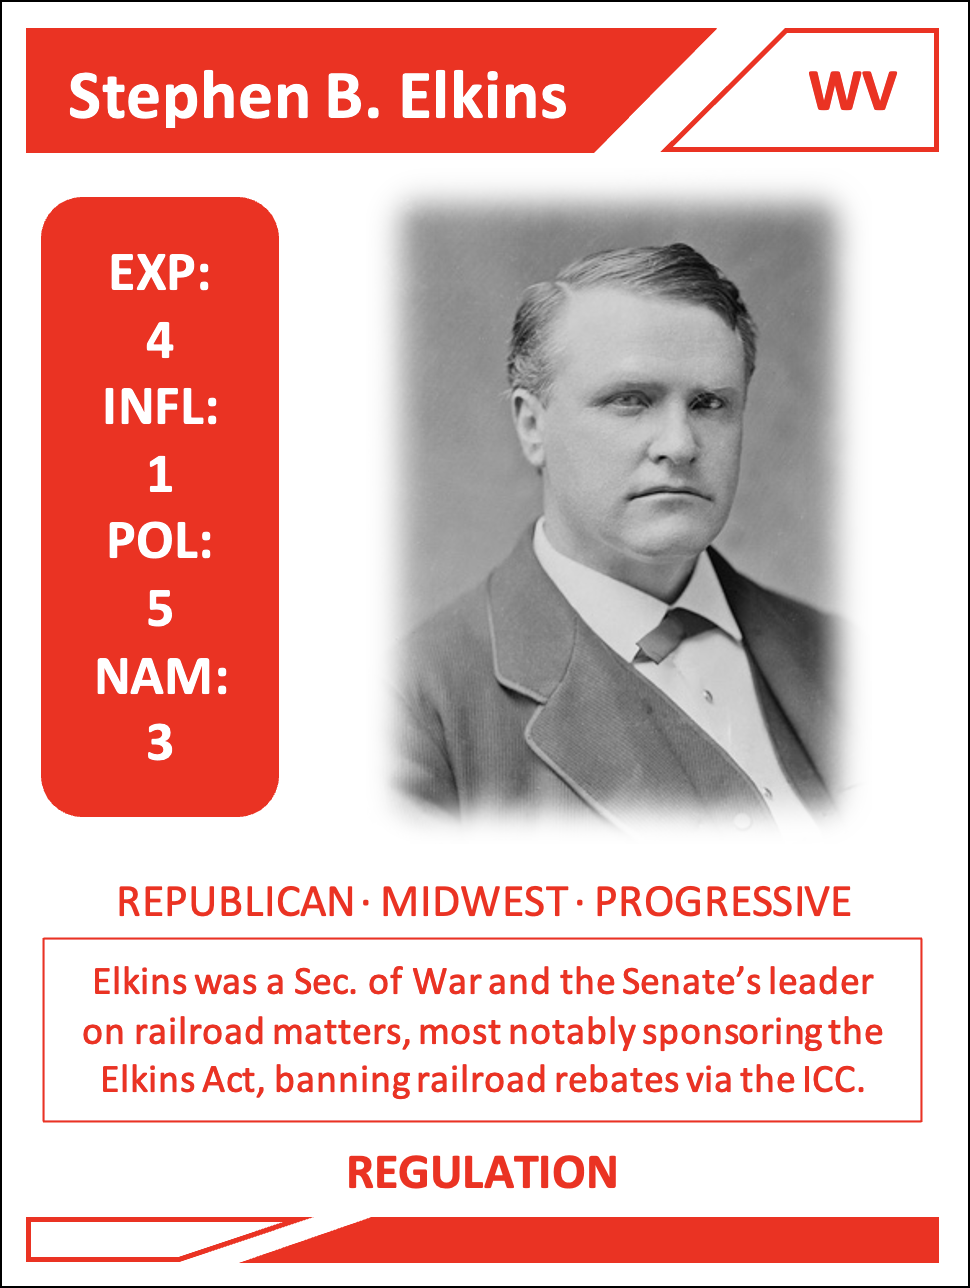 Stephen B. Elkins
WV
EXP:
4
INFL:
1
POL:
5
NAM:
3
REPUBLICAN · MIDWEST · PROGRESSIVE
Elkins was a Sec. of War and the Senate’s leader
on railroad matters, most notably sponsoring the
Elkins Act, banning railroad rebates via the ICC.
REGULATION